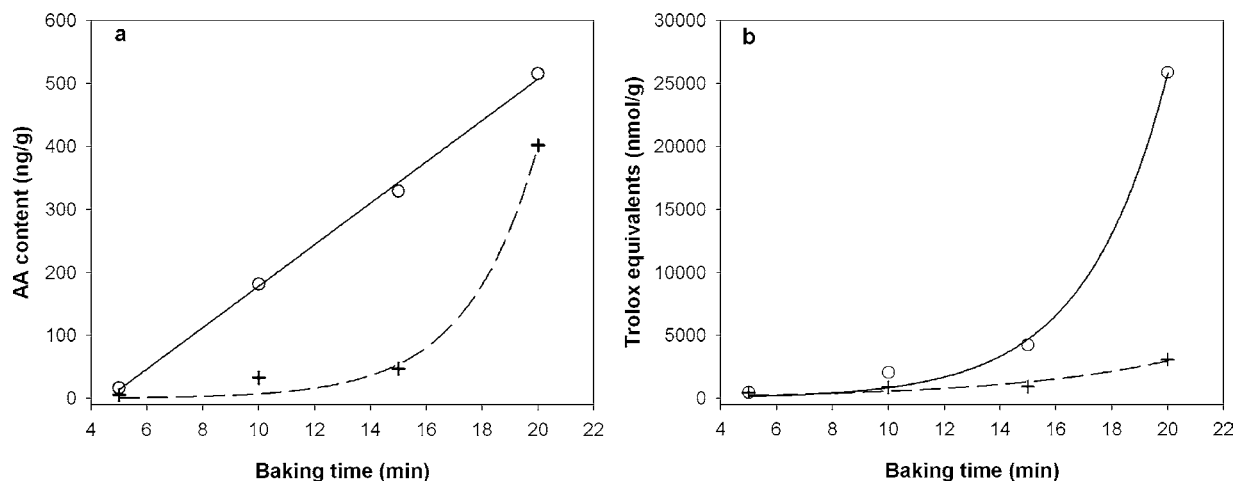 a
600
500
400
300
200
100
0
AA content (ng/g)
4 6 8 10 12 14 16 18 20 22
Baking time (min)
b
30000
25000
20000
15000
10000
5000
0
Trolox equivalents (nmol/g)
4 6 8 10 12 14 16 18 20 22
Baking time (min)